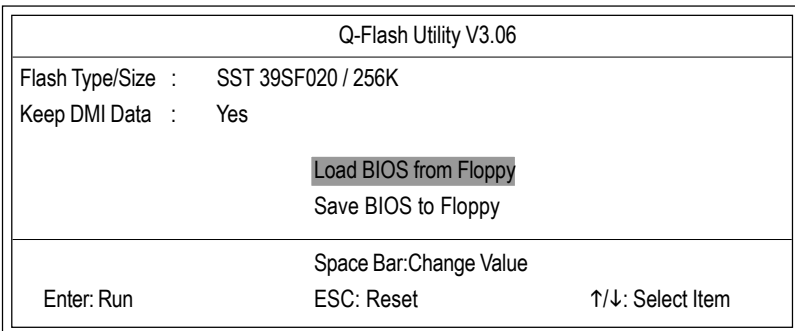 Q-Flash Utility V3.06
Flash Type/Size : SST 39SF020 / 256K
Keep DMI Data : Yes
Load BIOS from Floppy
Save BIOS to Floppy
Space Bar:Change Value
Enter: Run ESC: Reset ↑/↓: Select Item